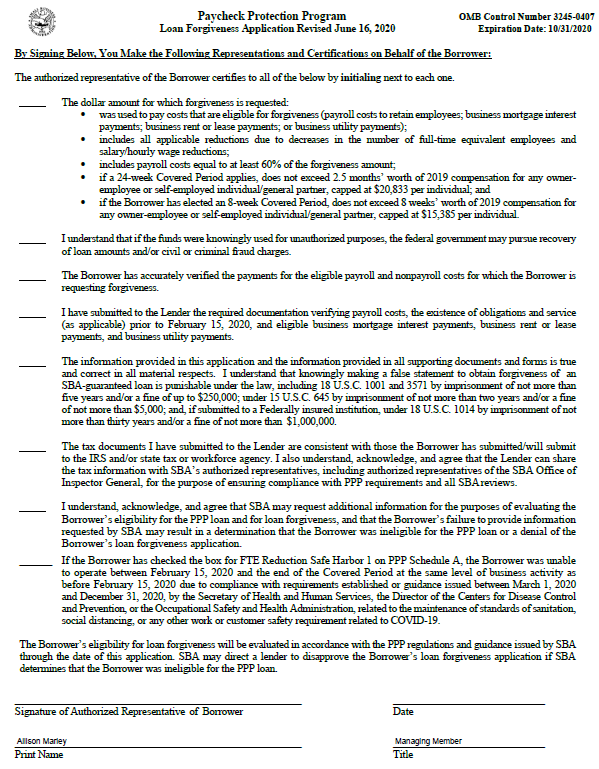 Paycheck Protection Program
OMB Control Number 3245-0407
Loan Forgiveness Application Revised June 16, 2020
Expiration Date: 10/31/2020
By Signing Below, You Make the Following Representations and Certifications on Behalf of the Borrower:
The authorized representative of the Borrower certifies to all of the below by initialing next to each one.
_____ The dollar amount for which forgiveness is requested:
• was used to pay costs that are eligible for forgiveness (payroll costs to retain employees; business mortgage interest
payments; business rent or lease payments; or business utility payments);
• includes all applicable reductions due to decreases in the number of full-time equivalent employees and
salary/hourly wage reductions;
• includes payroll costs equal to at least 60% of the forgiveness amount;
• if a 24-week Covered Period applies, does not exceed 2.5 months' worth of 2019 compensation for any owner-
employee or self-employed individual/general partner, capped at $20,833 per individual; and
• if the Borrower has elected an 8-week Covered Period, does not exceed 8 weeks' worth of 2019 compensation for
any owner-employee or self-employed individual/general partner, capped at $15,385 per individual.
_____ I understand that if the funds were knowingly used for unauthorized purposes, the federal government may pursue recovery
of loan amounts and/or civil or criminal fraud charges.
_____ The Borrower has accurately verified the payments for the eligible payroll and nonpayroll costs for which the Borrower is
requesting forgiveness.
_____ I have submitted to the Lender the required documentation verifying payroll costs, the existence of obligations and service
(as applicable) prior to February 15, 2020, and eligible business mortgage interest payments, business rent or lease
payments, and business utility payments.
_____ The information provided in this application and the information provided in all supporting documents and forms is true
and correct in all material respects. I understand that knowingly making a false statement to obtain forgiveness of an
SBA-guaranteed loan is punishable under the law, including 18 U.S.C. 1001 and 3571 by imprisonment of not more than
five years and/or a fine of up to $250,000; under 15 U.S.C. 645 by imprisonment of not more than two years and/or a fine
of not more than $5,000; and, if submitted to a Federally insured institution, under 18 U.S.C. 1014 by imprisonment of not
more than thirty years and/or a fine of not more than $1,000,000.
_____ The tax documents I have submitted to the Lender are consistent with those the Borrower has submitted/will submit
to the IRS and/or state tax or workforce agency. I also understand, acknowledge, and agree that the Lender can share
the tax information with SBA's authorized representatives, including authorized representatives of the SBA Office of
Inspector General, for the purpose of ensuring compliance with PPP requirements and all SBA reviews.
_____ I understand, acknowledge, and agree that SBA may request additional information for the purposes of evaluating the
Borrower's eligibility for the PPP loan and for loan forgiveness, and that the Borrower's failure to provide information
requested by SBA may result in a determination that the Borrower was ineligible for the PPP loan or a denial of the
Borrower's loan forgiveness application.
______ If the Borrower has checked the box for FTE Reduction Safe Harbor 1 on PPP Schedule A, the Borrower was unable
to operate between February 15, 2020 and the end of the Covered Period at the same level of business activity as
before February 15, 2020 due to compliance with requirements established or guidance issued between March 1, 2020
and December 31, 2020, by the Secretary of Health and Human Services, the Director of the Centers for Disease Control
and Prevention, or the Occupational Safety and Health Administration, related to the maintenance of standards of sanitation,
social distancing, or any other work or customer safety requirement related to COVID-19.
The Borrower's eligibility for loan forgiveness will be evaluated in accordance with the PPP regulations and guidance issued by SBA
through the date of this application. SBA may direct a lender to disapprove the Borrower's loan forgiveness application if SBA
determines that the Borrower was ineligible for the PPP loan.
Signature of Authorized Representative of Borrower
Date
Allison Marley
Managing Member
Print Name
Title